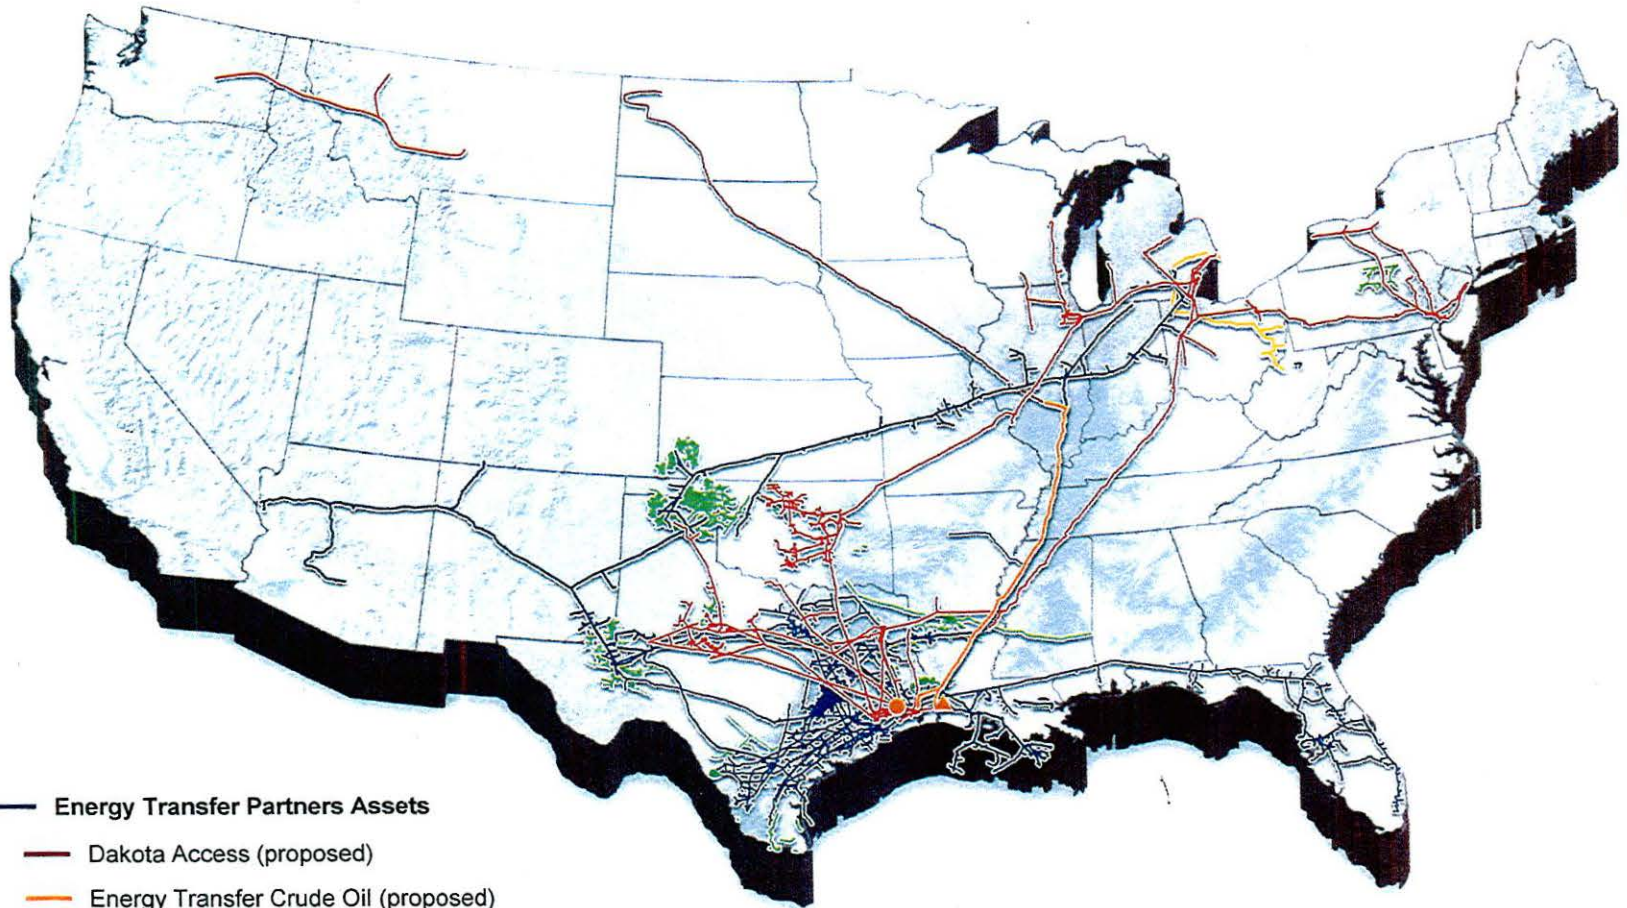 Energy Transfer Partners Assets
Dakota Access (proposed)
Energy Transfer Crude Oil (proposed)